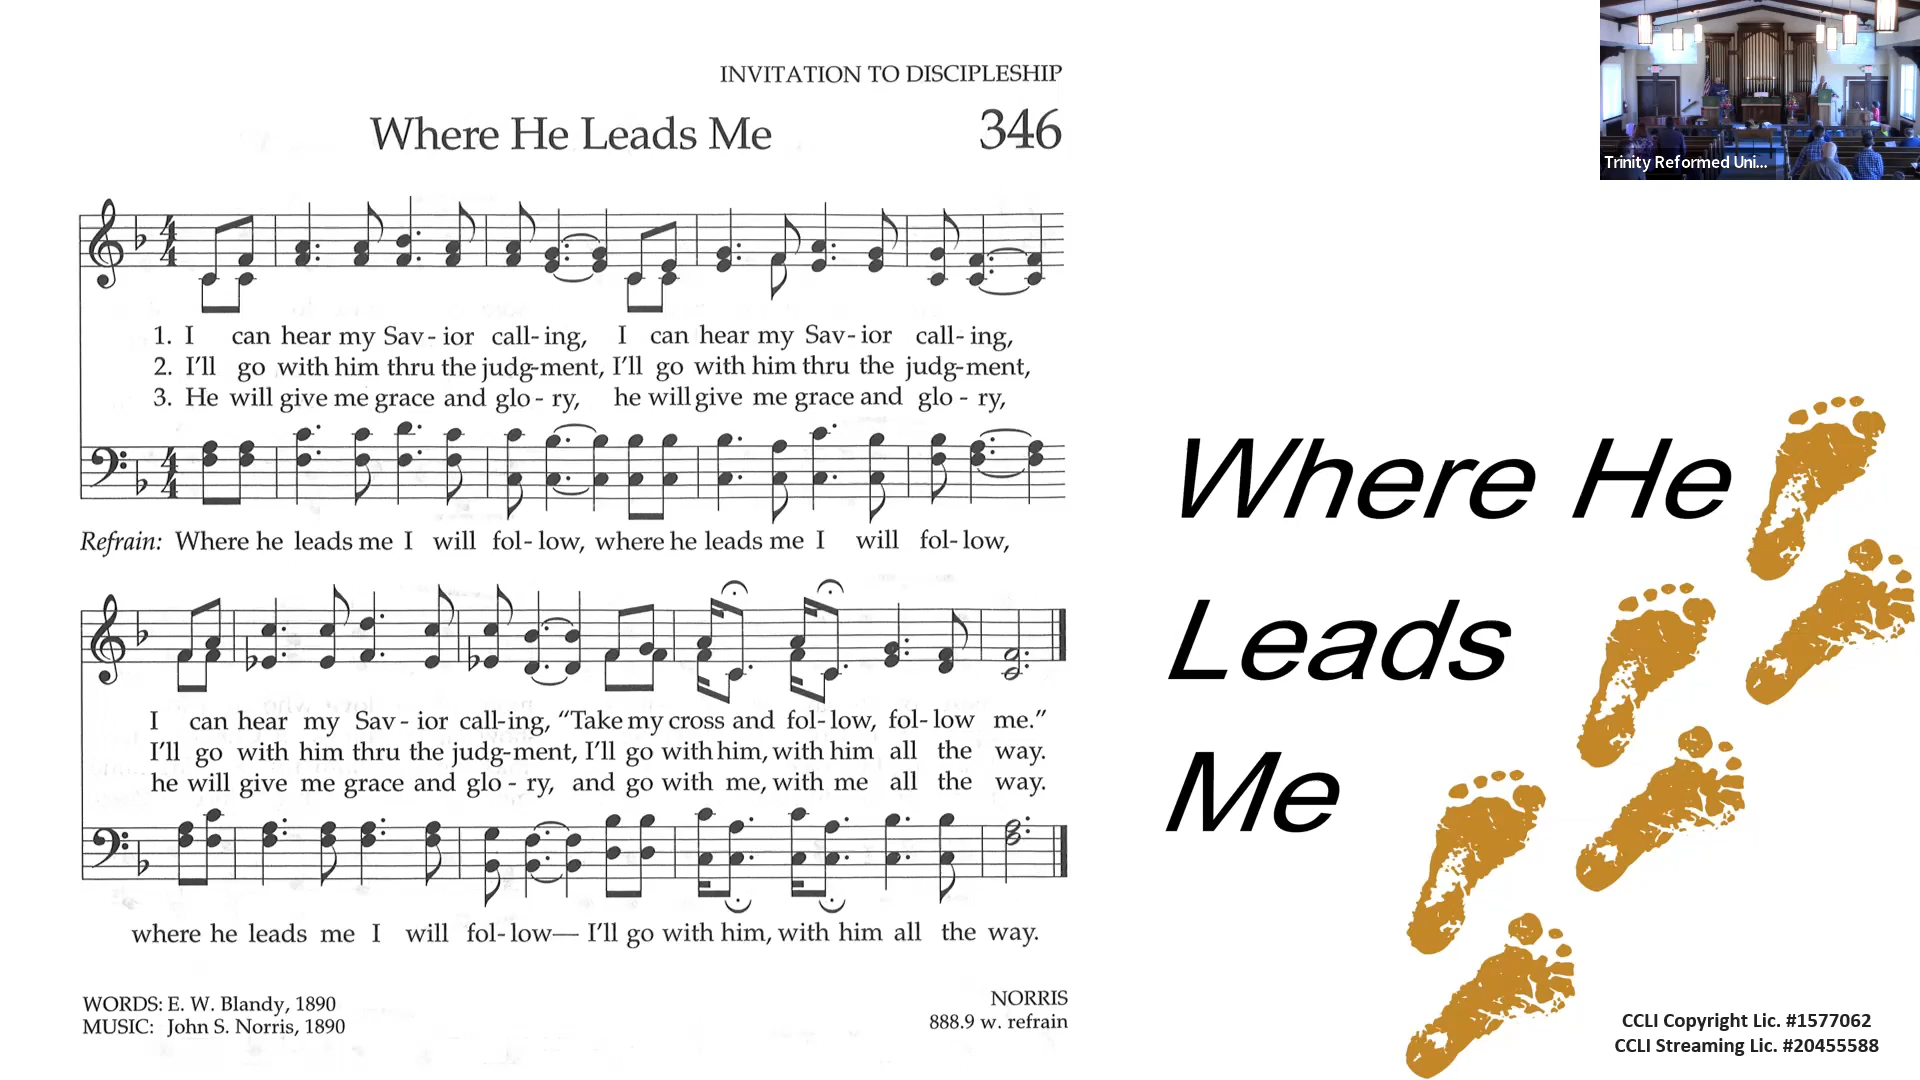 INVITATION TO DISCIPLESHIP
Where He Leads Me 346
1. I can hear my Sav - ior call - ing, I can hear my Sav - ior call - ing,
2. I’ll go with him thru the judg-ment, I’ll go with him thru the judg-ment,
3. He will give me grace and glo - ry, he will give me grace and glo - ry,
Refrain: Where he leads me I will fol - low, where he leads me I will fol - low,
I can hear my Sav - ior call-ing, “Take my cross and fol - low, fol - low me.”
I’ll go with him thru the judg-ment, I’ll go with him, with him all the way.
he will give me grace and glo - ry, and go with me, with me all the way.
where he leads me I will fol - low— I’ll go with him, with him all the way.
WORDS: E. W. Blandy, 1890
MUSIC: John S. Norris, 1890
NORRIS
888.9 w. refrain
Where He
Leads
Me
Trinity Reformed Uni...
CCLI Copyright Lic. #1577062
CCLI Streaming Lic. #20455588